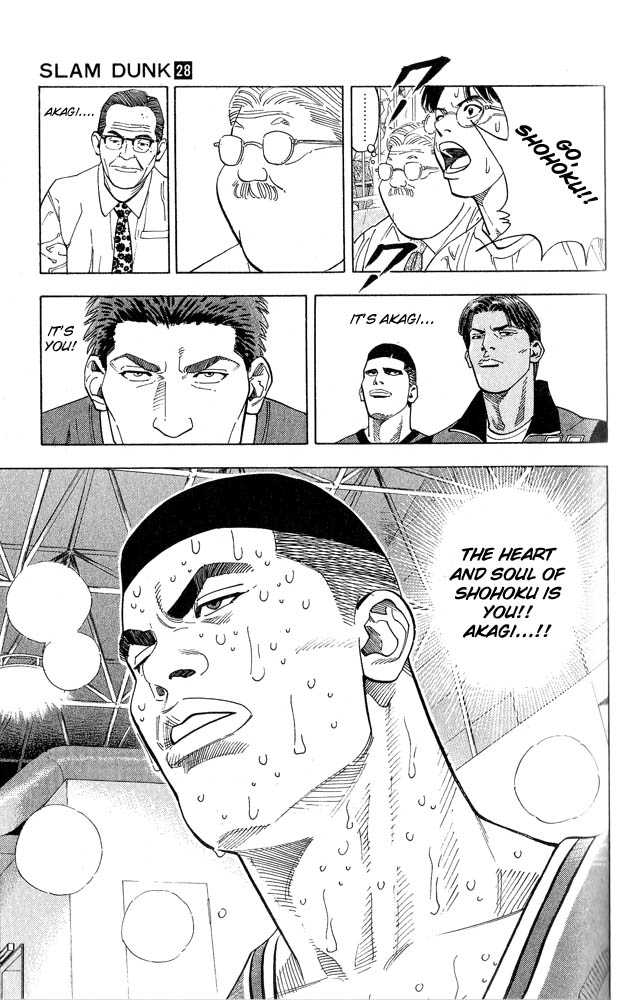 SLAM DUNK 28
AKAGI....
GO,
SHOHOKU!!
IT'S
YOU!
IT'S AKAGI...
THE HEART
AND SOUL OF
SHOHOKU IS
YOU!!
AKAGI...!!